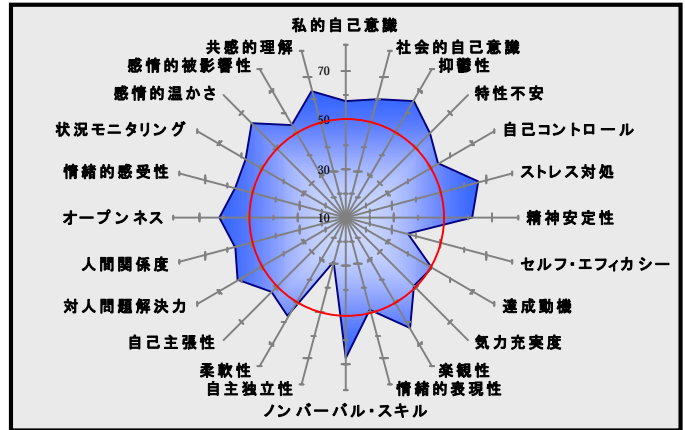 私的自己意識
共感的理解
社会的自己意識
感情的被影響性
抑鬱性
感情的温かさ
特性不安
状況モニタリング
自己コントロール
情緒的感受性
ストレス対処
オープンネス
精神安定性
人間関係度
セルフ・エフィカシー
対人問題解決力
達成動機
自己主張性
気力充実度
柔軟性
楽観性
自主独立性
情緒的表現性
ノンバーバル・スキル
70
50
30
10